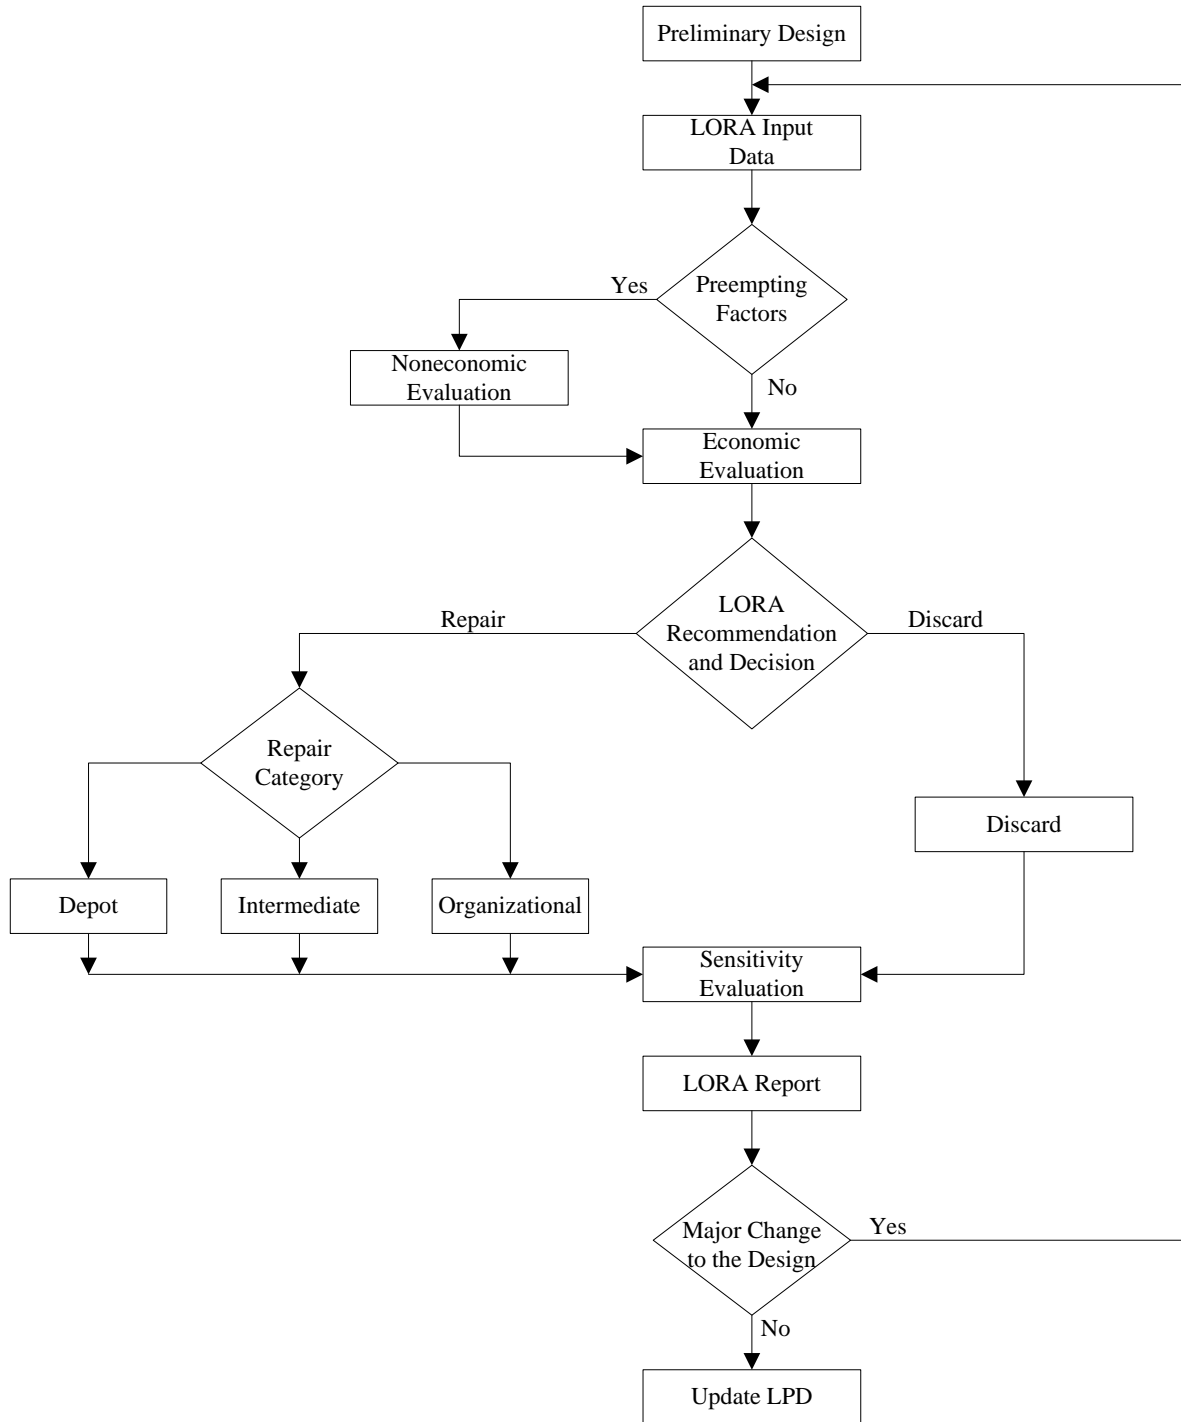 Preliminary Design
LORA Input
Data
Preempting
Factors
Yes
No
Noneconomic
Evaluation
Economic
Evaluation
LORA
Recommendation
and Decision
Repair
Discard
Repair
Category
Discard
Depot
Intermediate
Organizational
Sensitivity
Evaluation
LORA Report
Major Change
to the Design
Yes
No
Update LPD